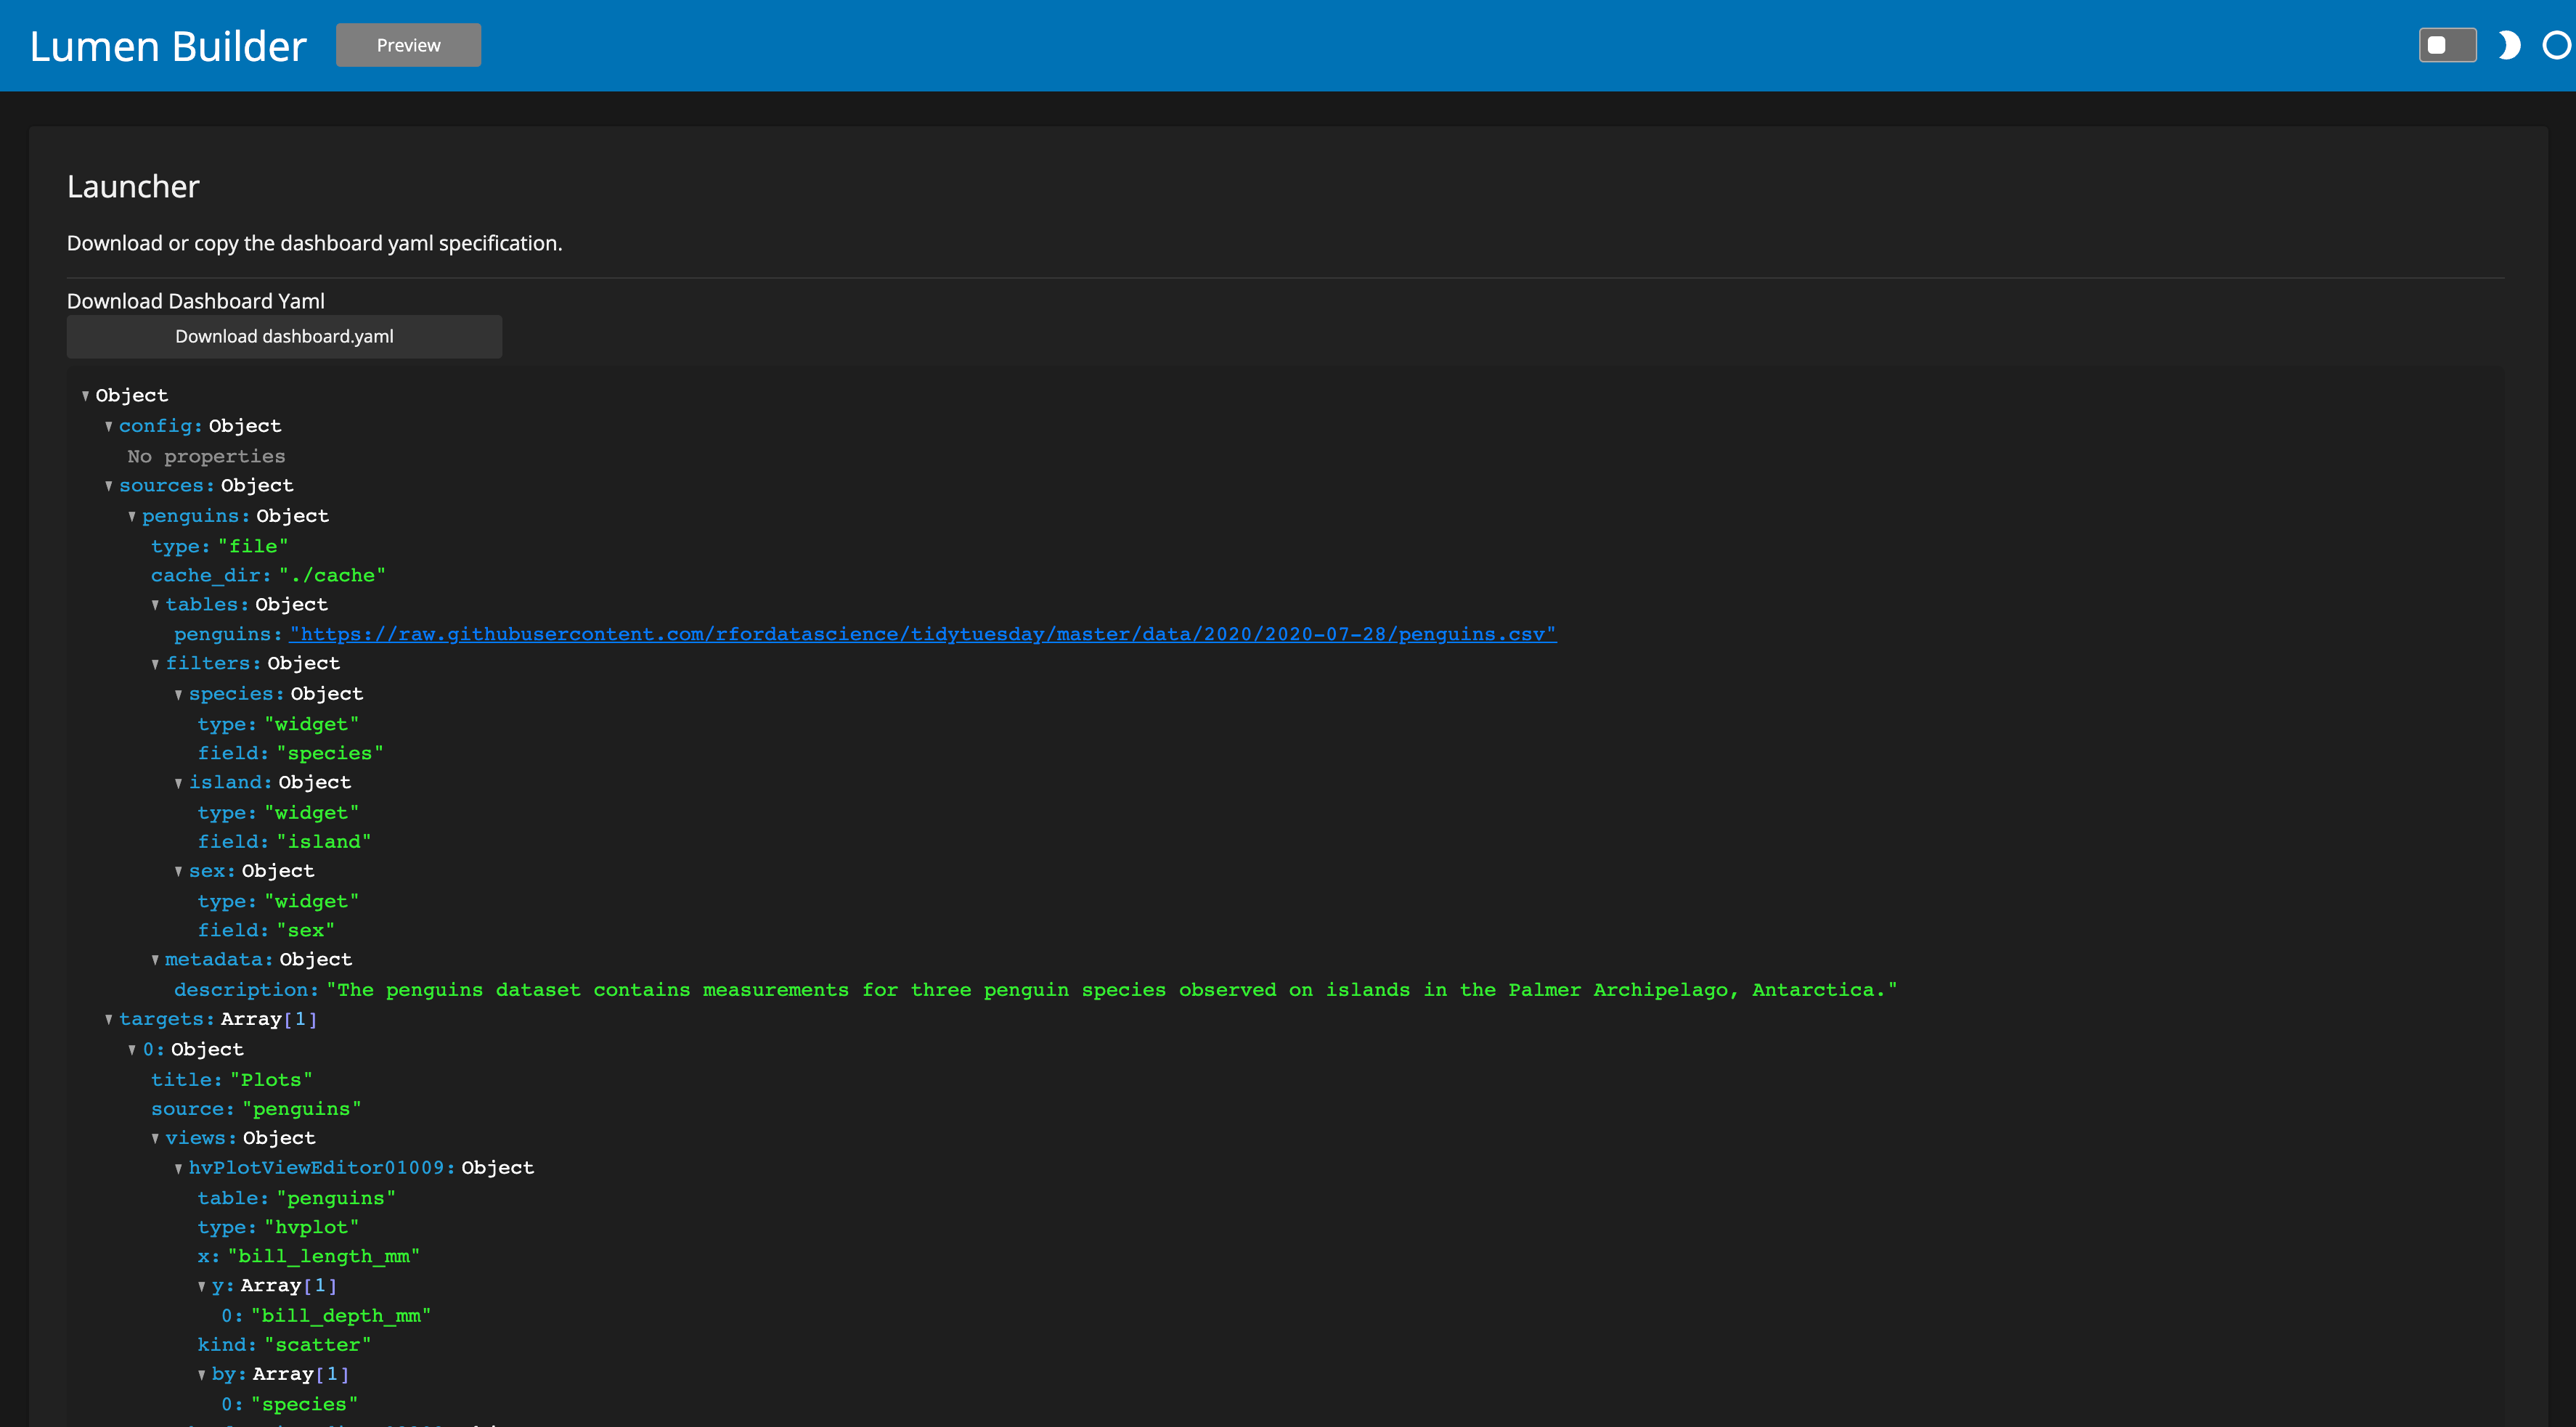 Lumen Builder
Preview
Launcher
Download or copy the dashboard yaml specification.
Download Dashboard Yaml
Download dashboard.yaml
Object
config: Object
No properties
sources: Object
penguins: Object
type: "file"
cache_dir: "./cache"
tables: Object
penguins: "https://raw.githubusercontent.com/rfordatascience/tidytuesday/master/data/2020/2020-07-28/penguins.csv"
filters: Object
species: Object
type: "widget"
field: "species"
island: Object
type: "widget"
field: "island"
sex: Object
type: "widget"
field: "sex"
metadata: Object
description: "The penguins dataset contains measurements for three penguin species observed on islands in the Palmer Archipelago, Antarctica."
targets: Array[1]
0: Object
title: "Plots"
source: "penguins"
views: Object
hvPlotViewEditor01009: Object
table: "penguins"
type: "hvplot"
x: "bill_length_mm"
y: Array[1]
0: "bill_depth_mm"
kind: "scatter"
by: Array[1]
0: "species"